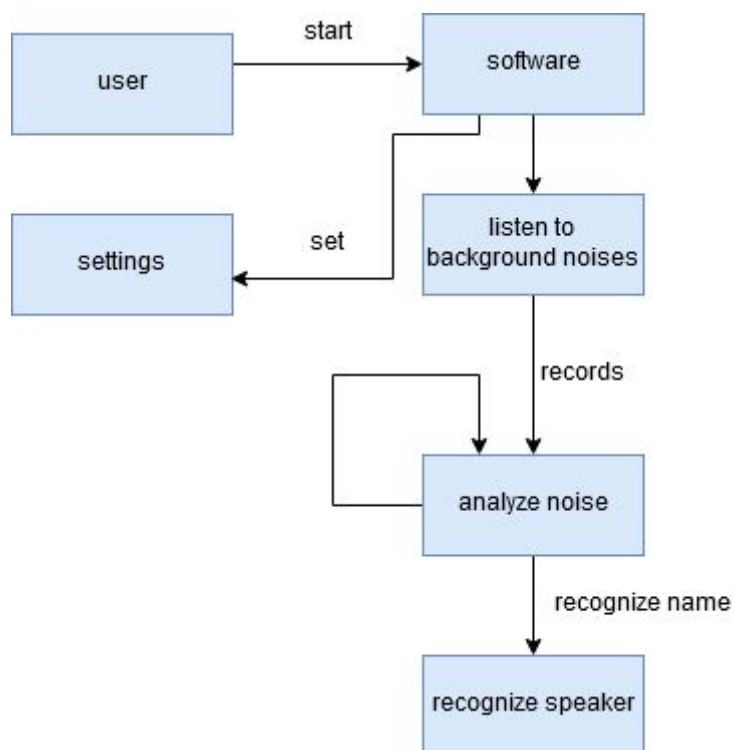 start
user
software
settings
set
listen to
background noises
records
analyze noise
recognize name
recognize speaker